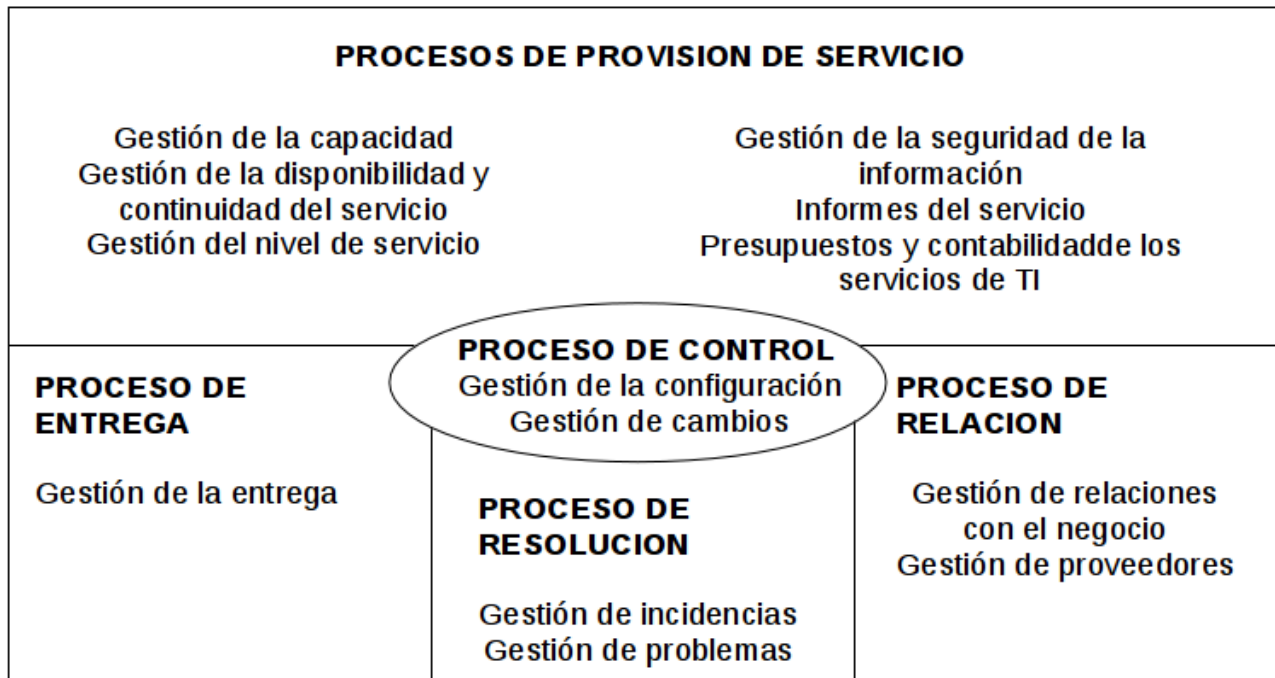 PROCESOS DE PROVISION DE SERVICIO
Gestión de la capacidad
Gestión de la disponibilidad y
continuidad del servicio
Gestión del nivel de servicio
Gestión de la seguridad de la
información
Informes del servicio
Presupuestos y contabilidadde los
servicios de TI
PROCESO DE CONTROL
Gestión de la configuración
Gestión de cambios
PROCESO DE
ENTREGA
Gestión de la entrega
PROCESO DE
RESOLUCION
Gestión de incidencias
Gestión de problemas
PROCESO DE
RELACION
Gestión de relaciones
con el negocio
Gestión de proveedores